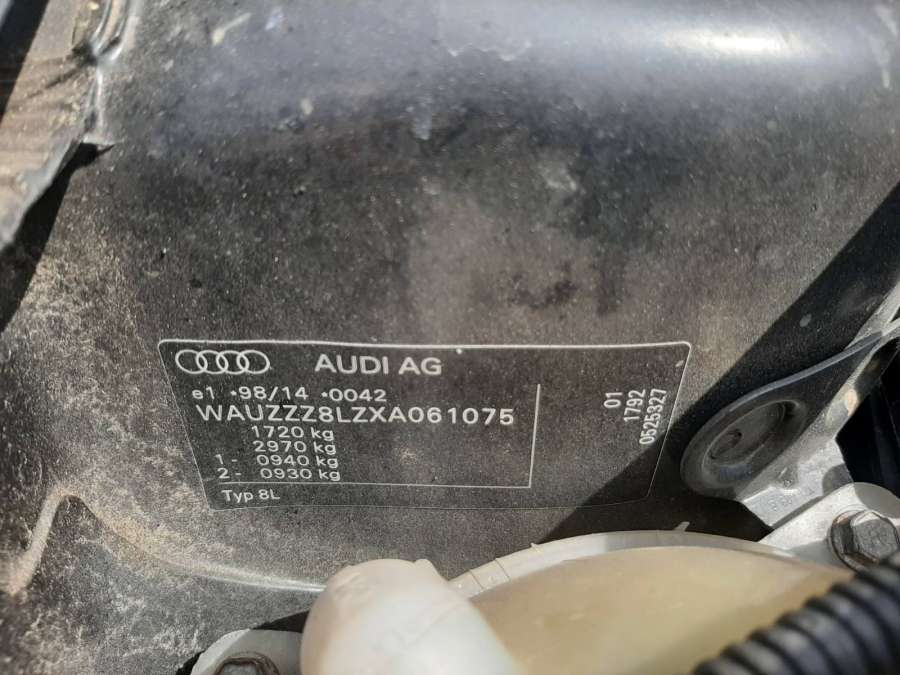 AUDI AG
e1 *98/14 *0042
WAUZZZ8LZXA061075
1720 kg
2970 kg
1- 0940 kg
2- 0930 kg
Typ 8L
01
1792
0525327